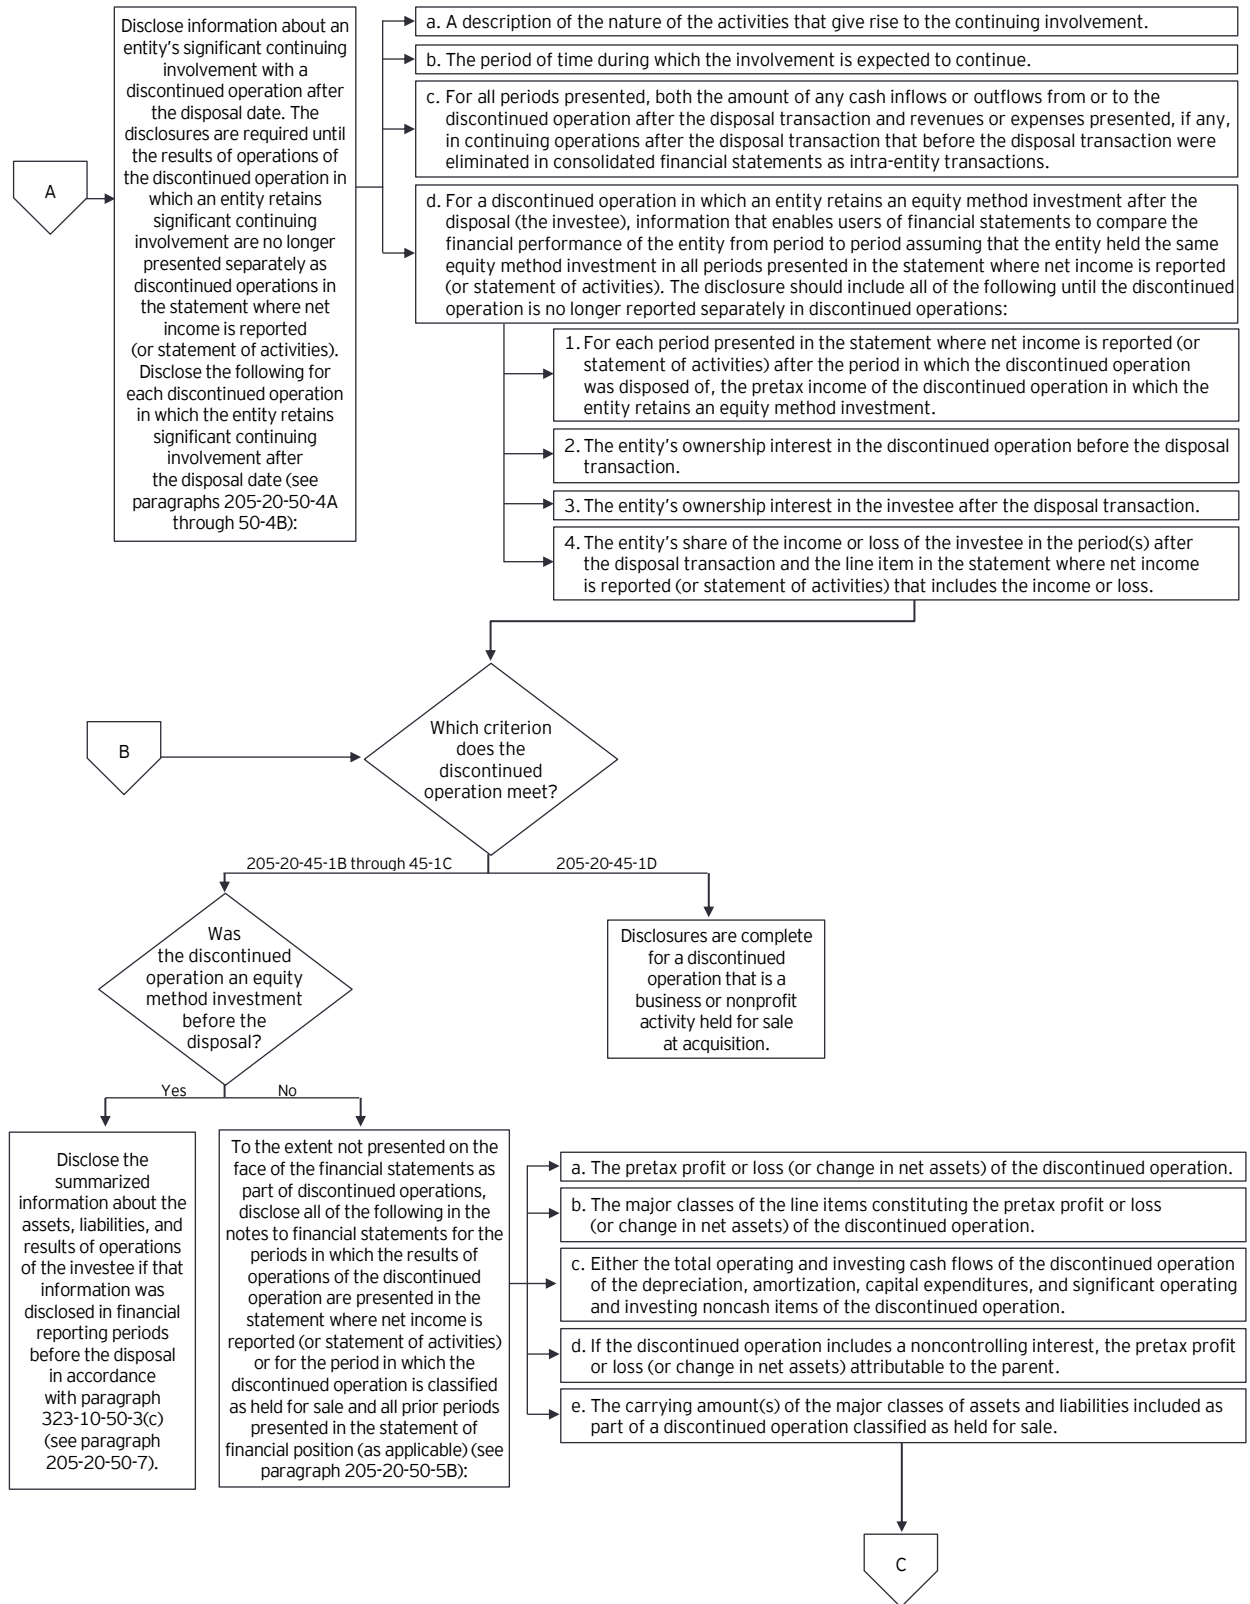 A
Disclose information about an
entity's significant continuing
involvement with a
discontinued operation after
the disposal date. The
disclosures are required until
the results of operations of
the discontinued operation in
which an entity retains
significant continuing
involvement are no longer
presented separately as
discontinued operations in
the statement where net
income is reported
(or statement of activities).
Disclose the following for
each discontinued operation
in which the entity retains
significant continuing
involvement after
the disposal date (see
paragraphs 205-20-50-4A
through 50-4B):
a. A description of the nature of the activities that give rise to the continuing involvement.
b. The period of time during which the involvement is expected to continue.
c. For all periods presented, both the amount of any cash inflows or outflows from or to the
discontinued operation after the disposal transaction and revenues or expenses presented, if any,
in continuing operations after the disposal transaction that before the disposal transaction were
eliminated in consolidated financial statements as intra-entity transactions.
d. For a discontinued operation in which an entity retains an equity method investment after the
disposal (the investee), information that enables users of financial statements to compare the
financial performance of the entity from period to period assuming that the entity held the same
equity method investment in all periods presented in the statement where net income is reported
(or statement of activities). The disclosure should include all of the following until the discontinued
operation is no longer reported separately in discontinued operations:
1. For each period presented in the statement where net income is reported (or
statement of activities) after the period in which the discontinued operation
was disposed of, the pretax income of the discontinued operation in which the
entity retains an equity method investment.
2. The entity's ownership interest in the discontinued operation before the disposal
transaction.
3. The entity's ownership interest in the investee after the disposal transaction.
4. The entity's share of the income or loss of the investee in the period(s) after
the disposal transaction and the line item in the statement where net income
is reported (or statement of activities) that includes the income or loss.
B
Which criterion
does the
discontinued
operation meet?
205-20-45-1B through 45-1C
205-20-45-1D
Was
the discontinued
operation an equity
method investment
before the
disposal?
Disclosures are complete
for a discontinued
operation that is a
business or nonprofit
activity held for sale
at acquisition.
Yes
No
Disclose the
summarized
information about the
assets, liabilities, and
results of operations
of the investee if that
information was
disclosed in financial
reporting periods
before the disposal
in accordance
with paragraph
323-10-50-3(c)
(see paragraph
205-20-50-7).
To the extent not presented on the
face of the financial statements as
part of discontinued operations,
disclose all of the following in the
notes to financial statements for the
periods in which the results of
operations of the discontinued
operation are presented in the
statement where net income is
reported (or statement of activities)
or for the period in which the
discontinued operation is classified
as held for sale and all prior periods
presented in the statement of
financial position (as applicable) (see
paragraph 205-20-50-5B):
a. The pretax profit or loss (or change in net assets) of the discontinued operation.
b. The major classes of the line items constituting the pretax profit or loss
(or change in net assets) of the discontinued operation.
c. Either the total operating and investing cash flows of the discontinued operation
of the depreciation, amortization, capital expenditures, and significant operating
and investing noncash items of the discontinued operation.
d. If the discontinued operation includes a noncontrolling interest, the pretax profit
or loss (or change in net assets) attributable to the parent.
e. The carrying amount(s) of the major classes of assets and liabilities included as
part of a discontinued operation classified as held for sale.
C